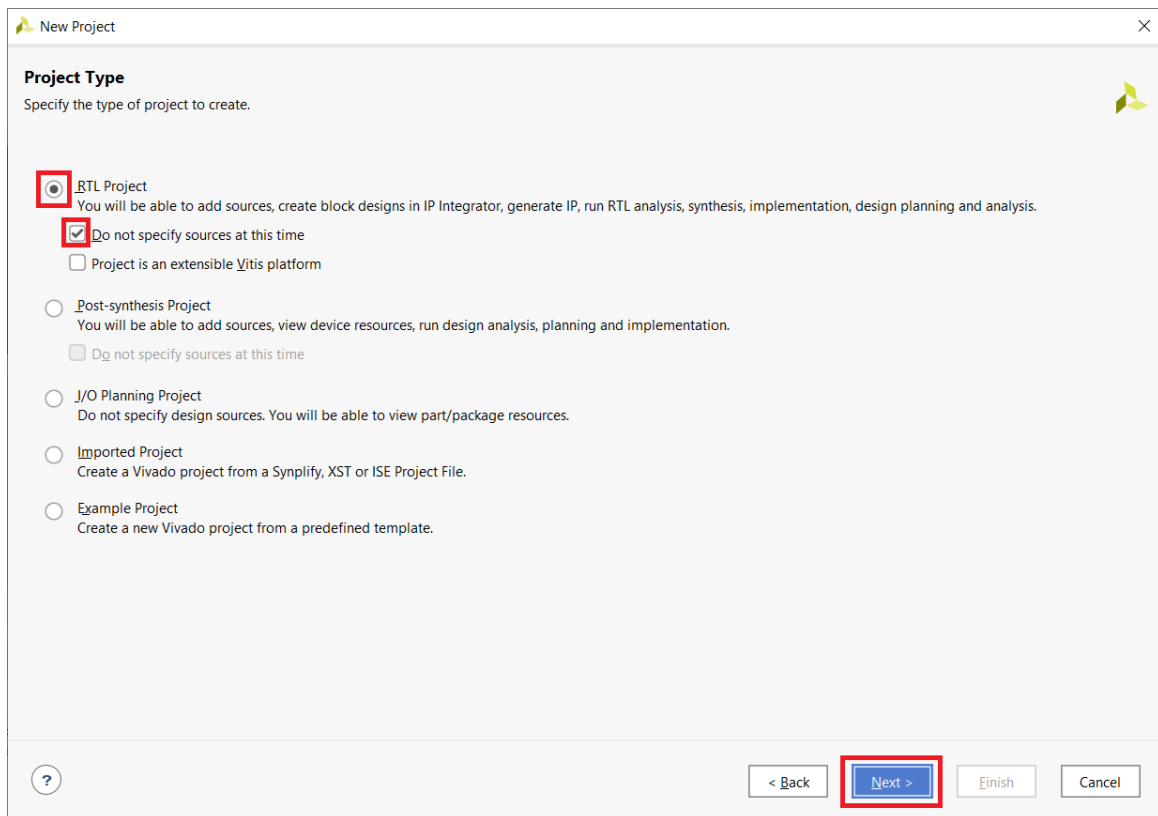 New Project
Project Type
Specify the type of project to create.
RTL Project
You will be able to add sources, create block designs in IP Integrator, generate IP, run RTL analysis, synthesis, implementation, design planning and analysis.
Do not specify sources at this time
Project is an extensible Vitis platform
Post-synthesis Project
You will be able to add sources, view device resources, run design analysis, planning and implementation.
Do not specify sources at this time
I/O Planning Project
Do not specify design sources. You will be able to view part/package resources.
Imported Project
Create a Vivado project from a Synplify, XST or ISE Project File.
Example Project
Create a new Vivado project from a predefined template.
? < Back Next > Finish Cancel